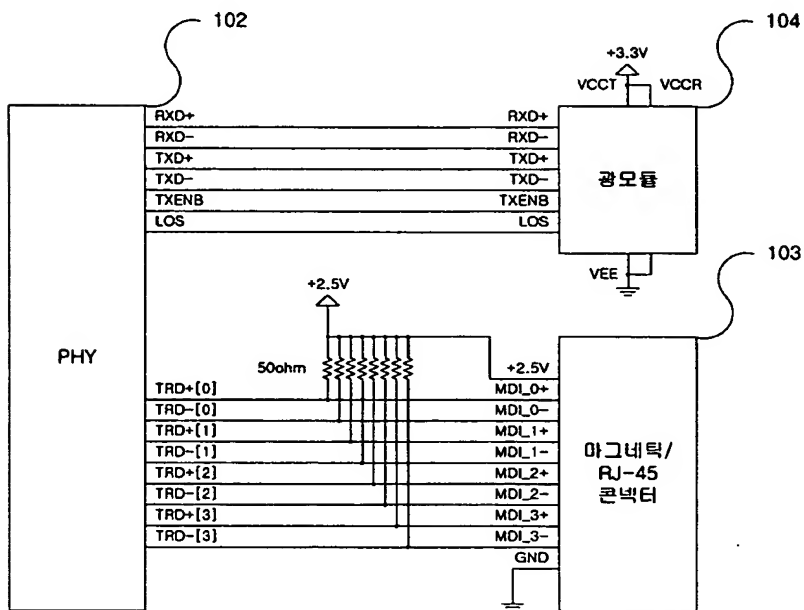 102
104
+3.3V
VCCT VCCR
RXD+ RXD+
RXD- RXD-
TXD+ TXD+
TXD- TXD-
TXENB TXENB
LOS LOS
광모듈
VEE
103
+2.5V
PHY
50ohm
+2.5V
TRD+[0] MDI_0+
TRD-[0] MDI_0-
TRD+[1] MDI_1+
TRD-[1] MDI_1-
TRD+[2] MDI_2+
TRD-[2] MDI_2-
TRD+[3] MDI_3+
TRD-[3] MDI_3-
GND
마그네틱/
RJ-45
콘넥터